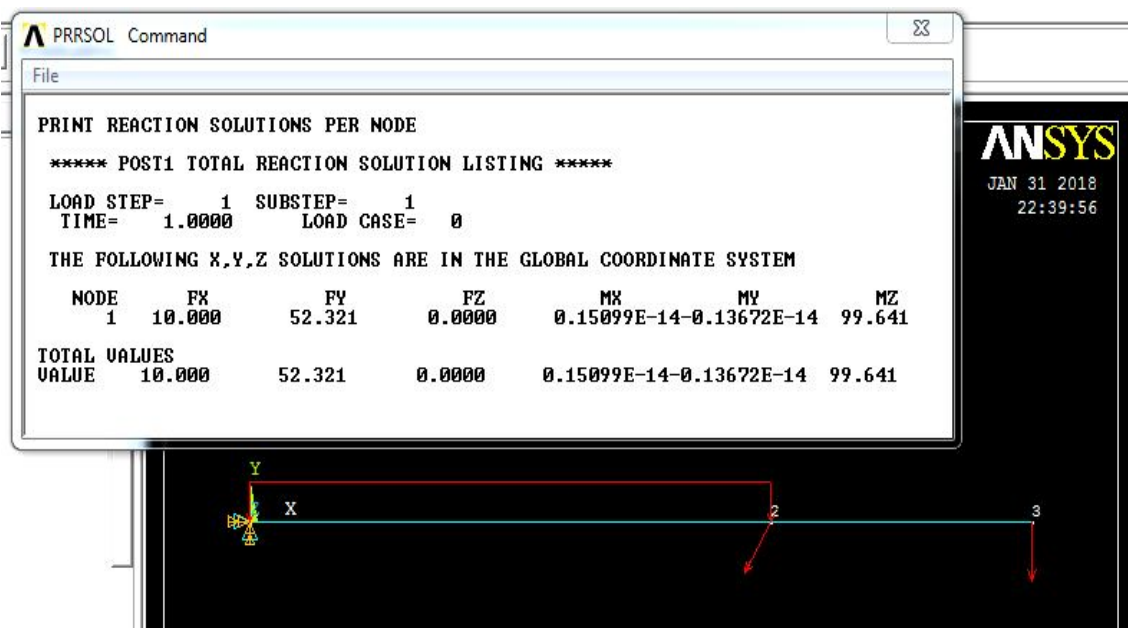 PRRSOL Command
File
PRINT REACTION SOLUTIONS PER NODE
***** POST1 TOTAL REACTION SOLUTION LISTING *****
LOAD STEP= 1 SUBSTEP= 1
TIME= 1.0000 LOAD CASE= 0
THE FOLLOWING X,Y,Z SOLUTIONS ARE IN THE GLOBAL COORDINATE SYSTEM
NODE FX FY FZ MX MY MZ
1 10.000 52.321 0.0000 0.15099E-14-0.13672E-14 99.641
TOTAL VALUES
VALUE 10.000 52.321 0.0000 0.15099E-14-0.13672E-14 99.641
ANSYS
JAN 31 2018
22:39:56
Y
X
2
3